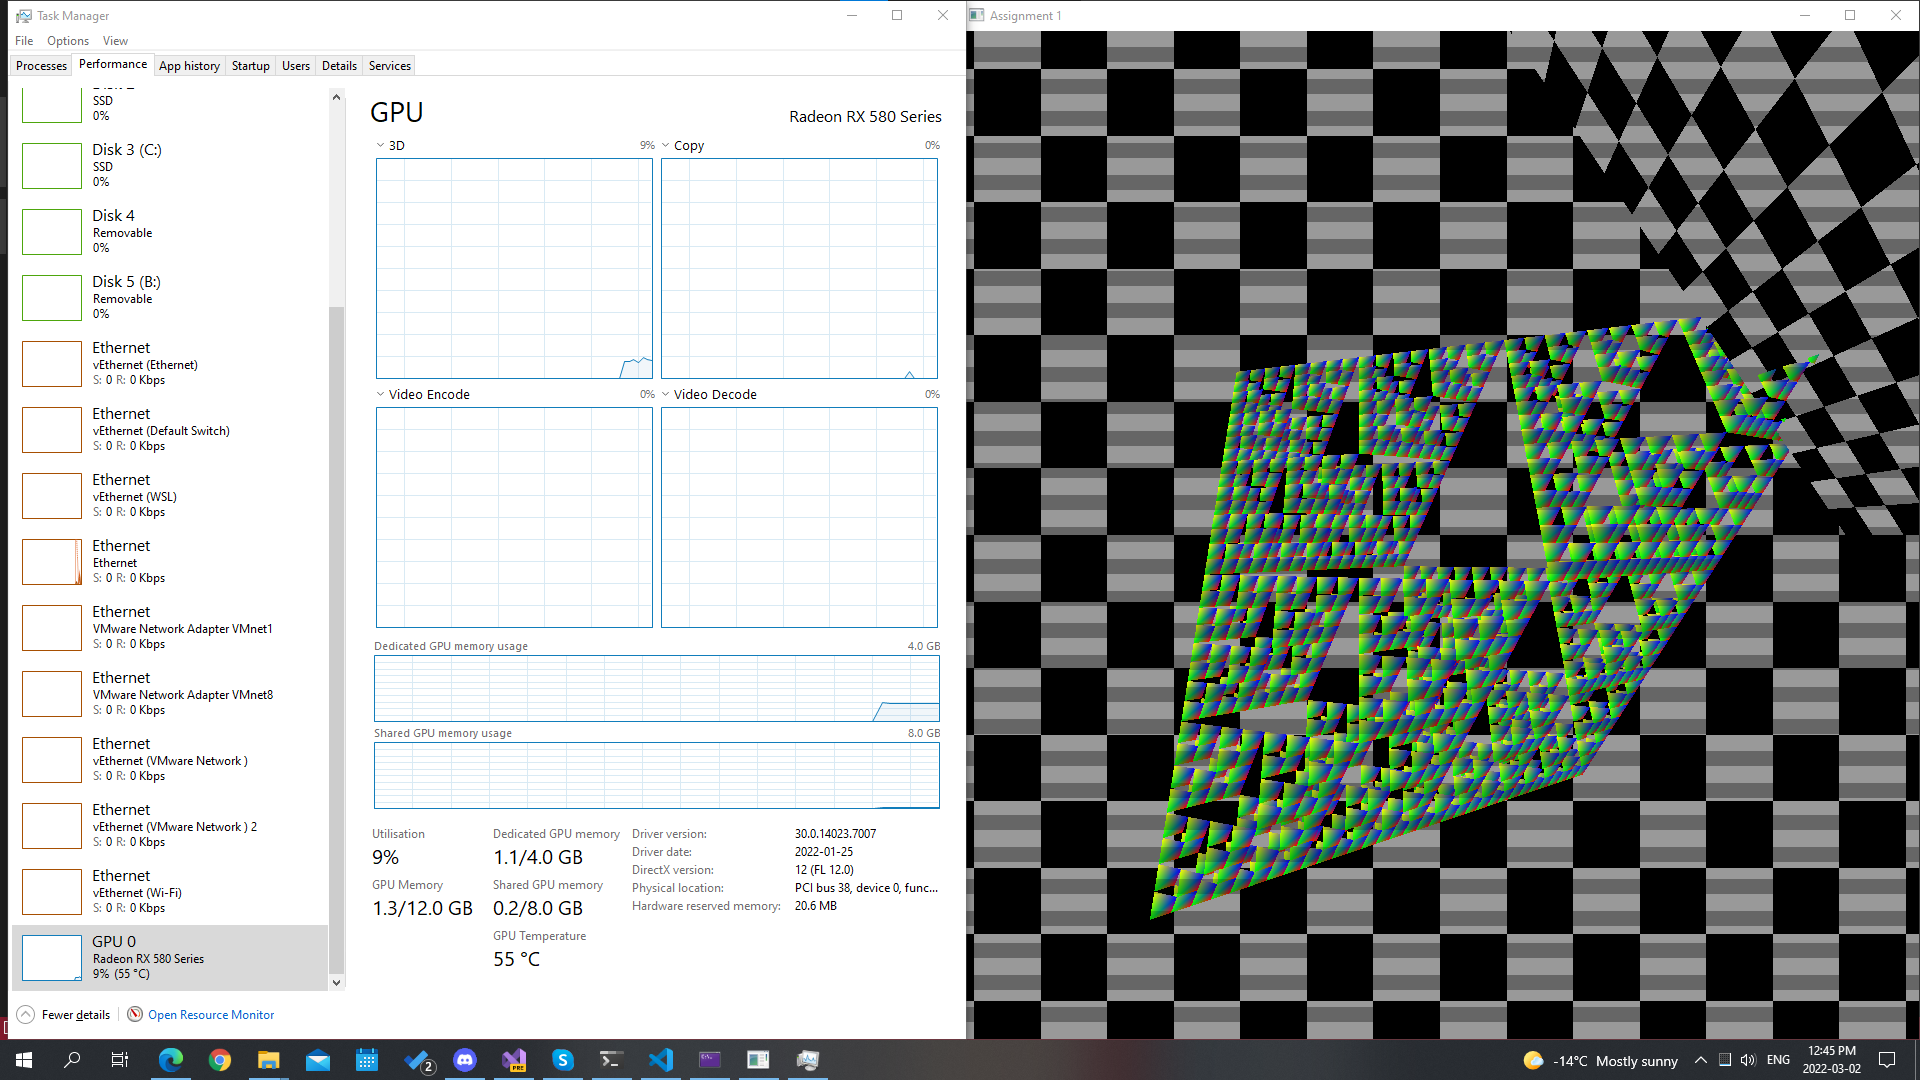 Task Manager
File Options View
Processes Performance App history Startup Users Details Services
SSD
0%
Disk 3 (C:)
SSD
0%
Disk 4
Removable
0%
Disk 5 (B:)
Removable
0%
Ethernet
vEthernet (Ethernet)
S: 0 R: 0 Kbps
Ethernet
vEthernet (Default Switch)
S: 0 R: 0 Kbps
Ethernet
vEthernet (WSL)
S: 0 R: 0 Kbps
Ethernet
Ethernet
S: 0 R: 0 Kbps
Ethernet
VMware Network Adapter VMnet1
S: 0 R: 0 Kbps
Ethernet
VMware Network Adapter VMnet8
S: 0 R: 0 Kbps
Ethernet
vEthernet (VMware Network )
S: 0 R: 0 Kbps
Ethernet
vEthernet (VMware Network ) 2
S: 0 R: 0 Kbps
Ethernet
vEthernet (Wi-Fi)
S: 0 R: 0 Kbps
GPU 0
Radeon RX 580 Series
9% (55 °C)
GPU Radeon RX 580 Series
3D 9% Copy 0%
Video Encode 0% Video Decode 0%
Dedicated GPU memory usage 4.0 GB
Shared GPU memory usage 8.0 GB
Utilisation
9%
GPU Memory
1.3/12.0 GB
Dedicated GPU memory
1.1/4.0 GB
Shared GPU memory
0.2/8.0 GB
GPU Temperature
55 °C
Driver version: 30.0.14023.7007
Driver date: 2022-01-25
DirectX version: 12 (FL 12.0)
Physical location: PCI bus 38, device 0, func...
Hardware reserved memory: 20.6 MB
Fewer details Open Resource Monitor
Assignment 1
2
PRE
-14°C Mostly sunny
ENG
12:45 PM
2022-03-02